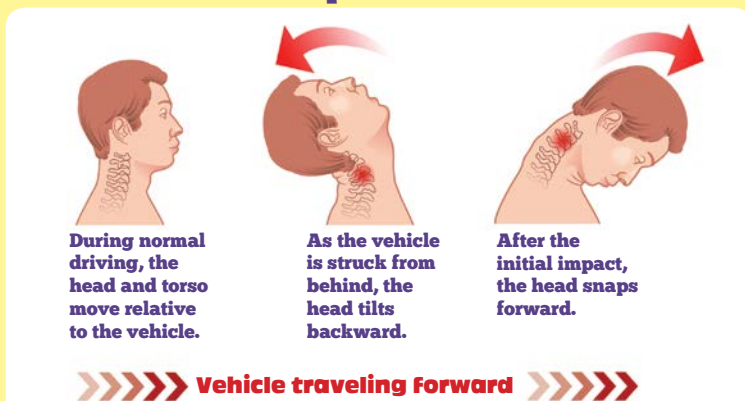 During normal
driving, the
head and torso
move relative
to the vehicle.
As the vehicle
is struck from
behind, the
head tilts
backward.
After the
initial impact,
the head snaps
forward.
Vehicle traveling forward